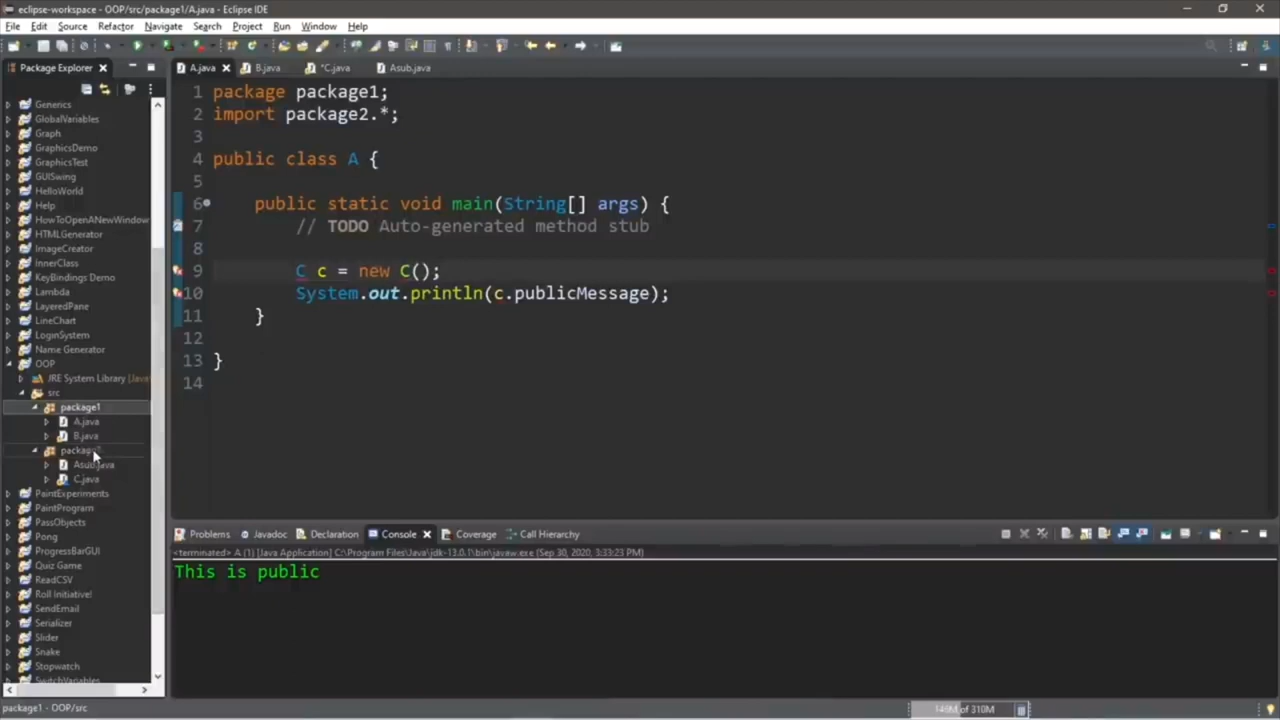 eclipse-workspace - OOP/src/package1/A.java - Eclipse IDE
File Edit Source Refactor Navigate Search Project Run Window Help
Package Explorer
A.java B.java *C.java Asub.java
Generics
GlobalVariables
Graph
GraphicsDemo
GraphicsTest
GUISwing
HelloWorld
Help
HowToOpenANewWindow
HTMLGenerator
ImageCreator
InnerClass
KeyBindings Demo
Lambda
LayeredPane
LineChart
LoginSystem
Name Generator
OOP
JRE System Library [Java
src
package1
A.java
B.java
Asub.java
C.java
PaintExperiments
PaintProgram
PassObjects
Pong
ProgressBarGUI
Quiz Game
ReadCSV
Roll Initiative!
SendEmail
Serializer
Slider
Snake
Stopwatch
SwitchVariables
1 package package1;
2 import package2.*;
3
4 public class A {
5
6 public static void main(String[] args) {
7 // TODO Auto-generated method stub
8
9 C c = new C();
10 System.out.println(c.publicMessage);
11 }
12
13 }
14
Problems Javadoc Declaration Console Coverage Call Hierarchy
<terminated> A (1) [Java Application] C:\Program Files\Java\jdk-13.0.1\bin\javaw.exe (Sep 30, 2020, 3:33:23 PM)
This is public
package1 - OOP/src
146M of 310M